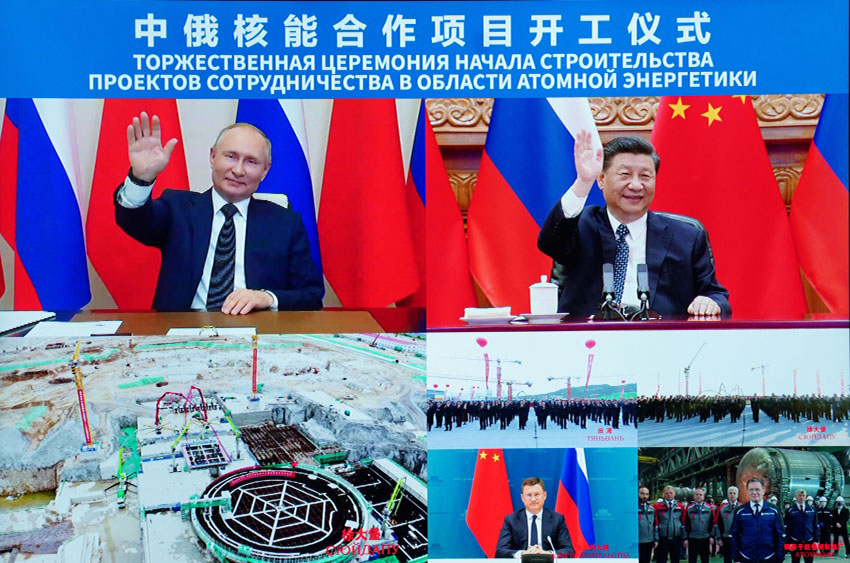 中俄核能合作项目开工仪式
ТОРЖЕСТВЕННАЯ ЦЕРЕМОНИЯ НАЧАЛА СТРОИТЕЛЬСТВА
ПРОЕКТОВ СОТРУДНИЧЕСТВА В ОБЛАСТИ АТОМНОЙ ЭНЕРГЕТИКИ
田湾
ТЯНЬВАНЬ
徐大堡
СЮЙДАПУ
徐大堡
СЮЙДАПУ